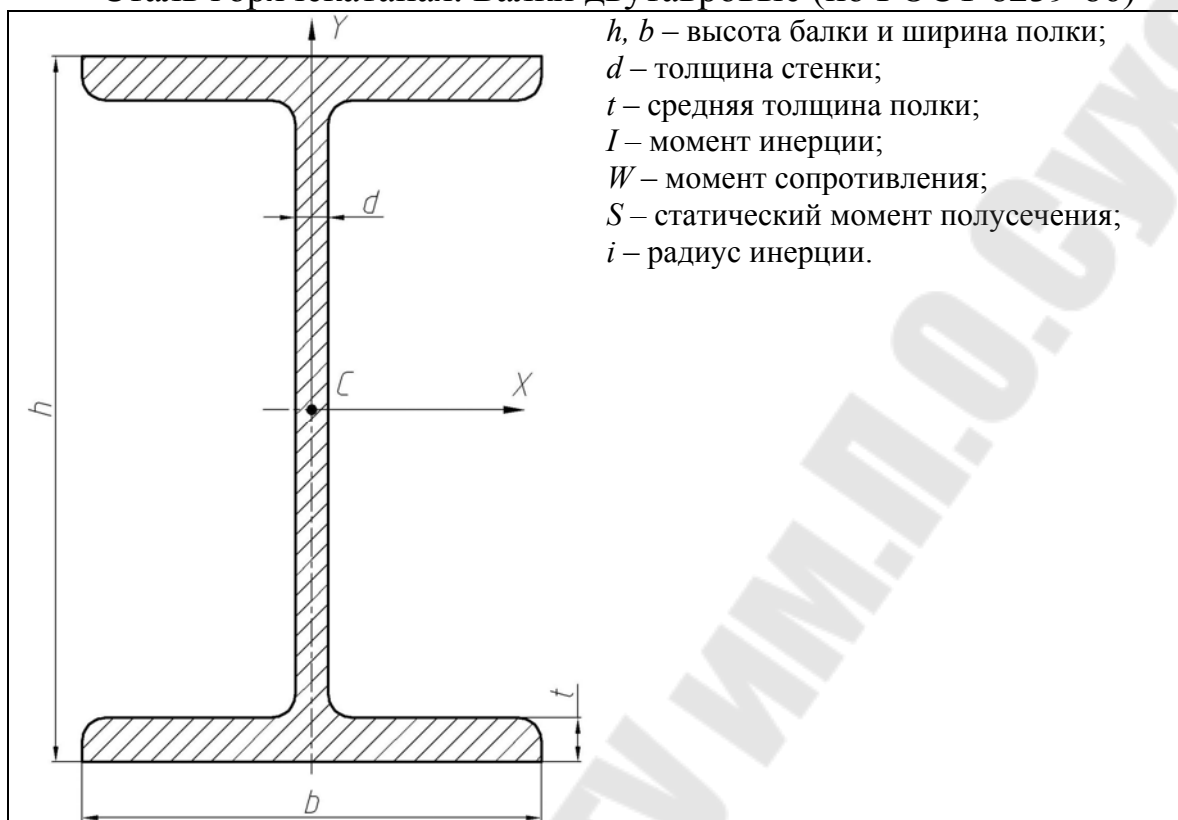 h, b – высота балки и ширина полки;
d – толщина стенки;
t – средняя толщина полки;
I – момент инерции;
W – момент сопротивления;
S – статический момент полусечения;
i – радиус инерции.
Y
d
C
X
h
t
b